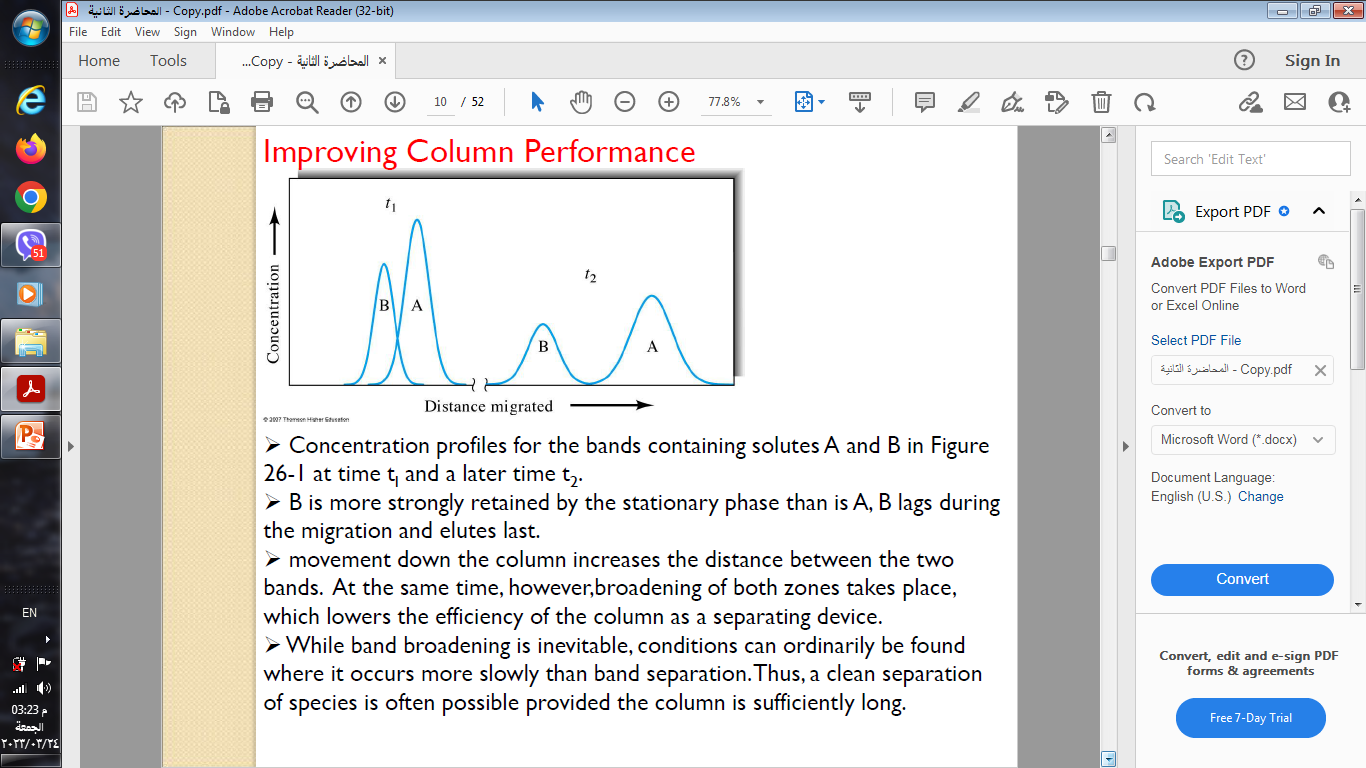 المحاضرة الثانية - Copy.pdf - Adobe Acrobat Reader (32-bit)
File Edit View Sign Window Help
Home Tools ...Copy - المحاضرة الثانية × ? Sign In
10 / 52 77.8%
Improving Column Performance
t1
t2
B A B A
Concentration
Distance migrated
© 2007 Thomson Higher Education
➢ Concentration profiles for the bands containing solutes A and B in Figure
26-1 at time t1 and a later time t2.
➢ B is more strongly retained by the stationary phase than is A, B lags during
the migration and elutes last.
➢ movement down the column increases the distance between the two
bands. At the same time, however,broadening of both zones takes place,
which lowers the efficiency of the column as a separating device.
➢ While band broadening is inevitable, conditions can ordinarily be found
where it occurs more slowly than band separation. Thus, a clean separation
of species is often possible provided the column is sufficiently long.
Search 'Edit Text'
Export PDF
Adobe Export PDF
Convert PDF Files to Word
or Excel Online
Select PDF File
المحاضرة الثانية - Copy.pdf
Convert to
Microsoft Word (*.docx)
Document Language:
English (U.S.) Change
Convert
Convert, edit and e-sign PDF
forms & agreements
Free 7-Day Trial
51
EN
03:23 م
الجمعة
٢٠٢٣/٠٣/٢٤